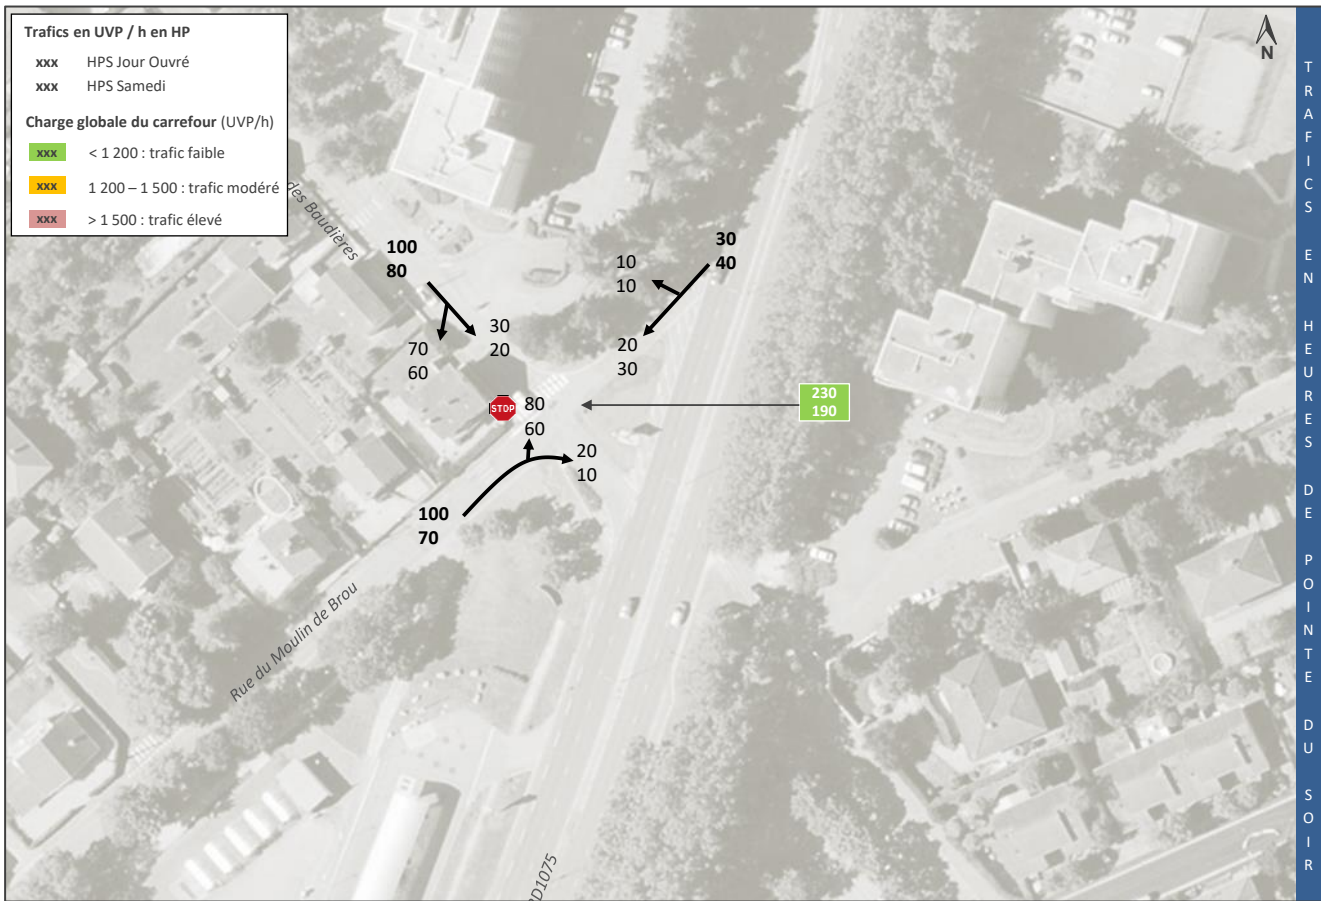 Trafics en UVP / h en HP
xxx HPS Jour Ouvré
xxx HPS Samedi
Charge globale du carrefour (UVP/h)
xxx < 1 200 : trafic faible
xxx 1 200 – 1 500 : trafic modéré
xxx > 1 500 : trafic élevé
N
des Baudières
100
80
70
60
30
20
30
40
10
10
20
30
STOP
80
60
20
10
100
70
230
190
Rue du Moulin de Brou
RD1075
TRAFICS EN HEURES DE POINTE DU SOIR